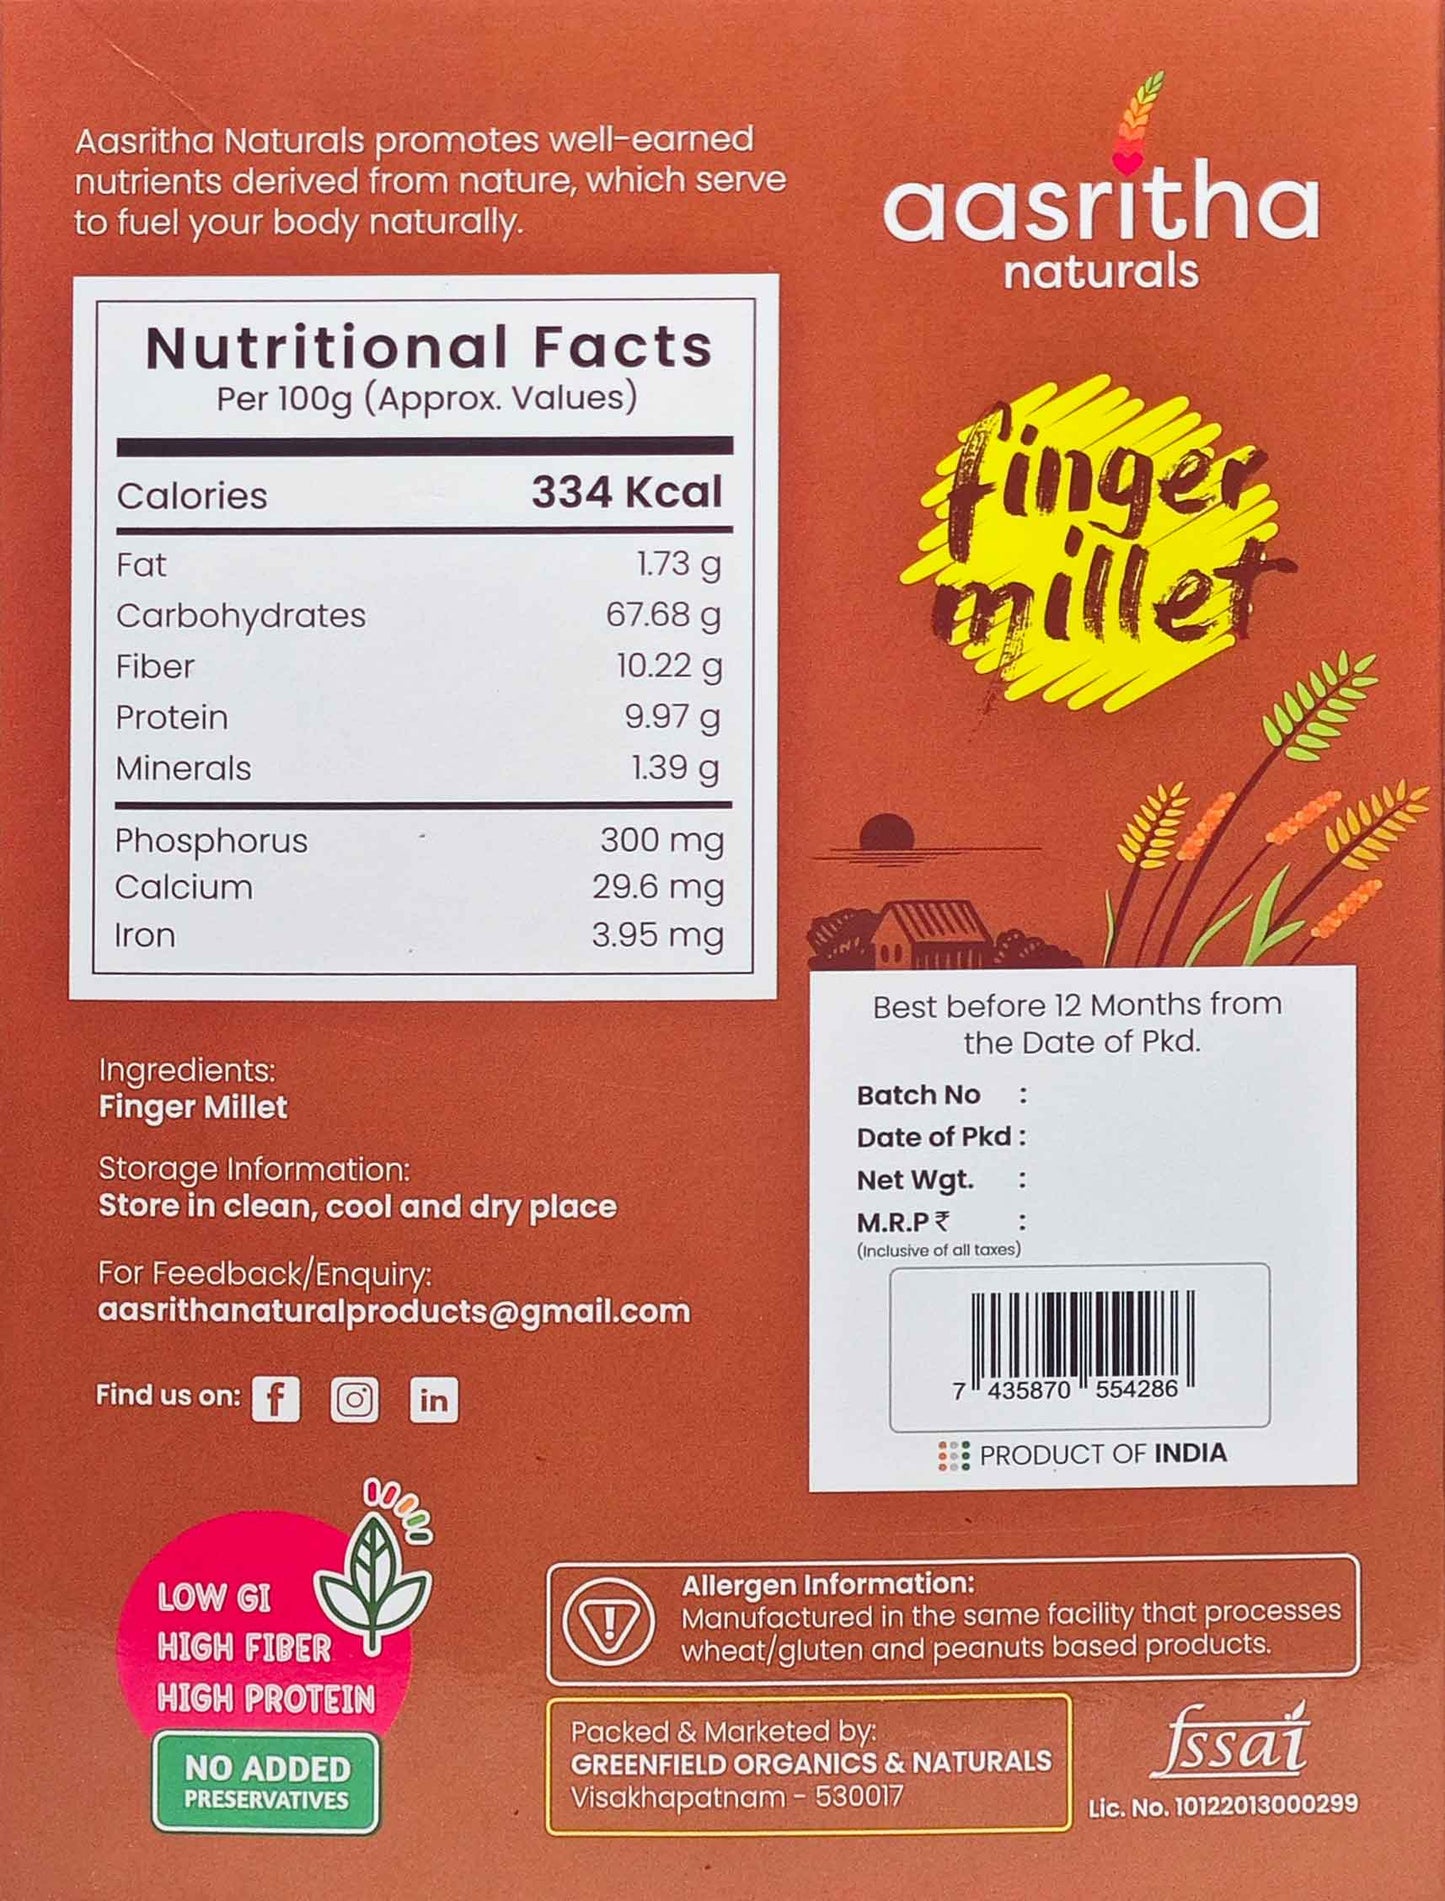 Aasritha Naturals promotes well-earned
nutrients derived from nature, which serve
to fuel your body naturally.
aasritha
naturals
Nutritional Facts
Per 100g (Approx. Values)
Calories 334 Kcal
Fat 1.73 g
Carbohydrates 67.68 g
Fiber 10.22 g
Protein 9.97 g
Minerals 1.39 g
Phosphorus 300 mg
Calcium 29.6 mg
Iron 3.95 mg
finger
millet
Ingredients:
Finger Millet
Storage Information:
Store in clean, cool and dry place
For Feedback/Enquiry:
aasrithanaturalproducts@gmail.com
Find us on: f in
Best before 12 Months from
the Date of Pkd.
Batch No :
Date of Pkd :
Net Wgt. :
M.R.P ₹ :
(Inclusive of all taxes)
7 435870 554286
PRODUCT OF INDIA
LOW GI
HIGH FIBER
HIGH PROTEIN
NO ADDED
PRESERVATIVES
Allergen Information:
Manufactured in the same facility that processes
wheat/gluten and peanuts based products.
Packed & Marketed by:
GREENFIELD ORGANICS & NATURALS
Visakhapatnam - 530017
fssai
Lic. No. 10122013000299